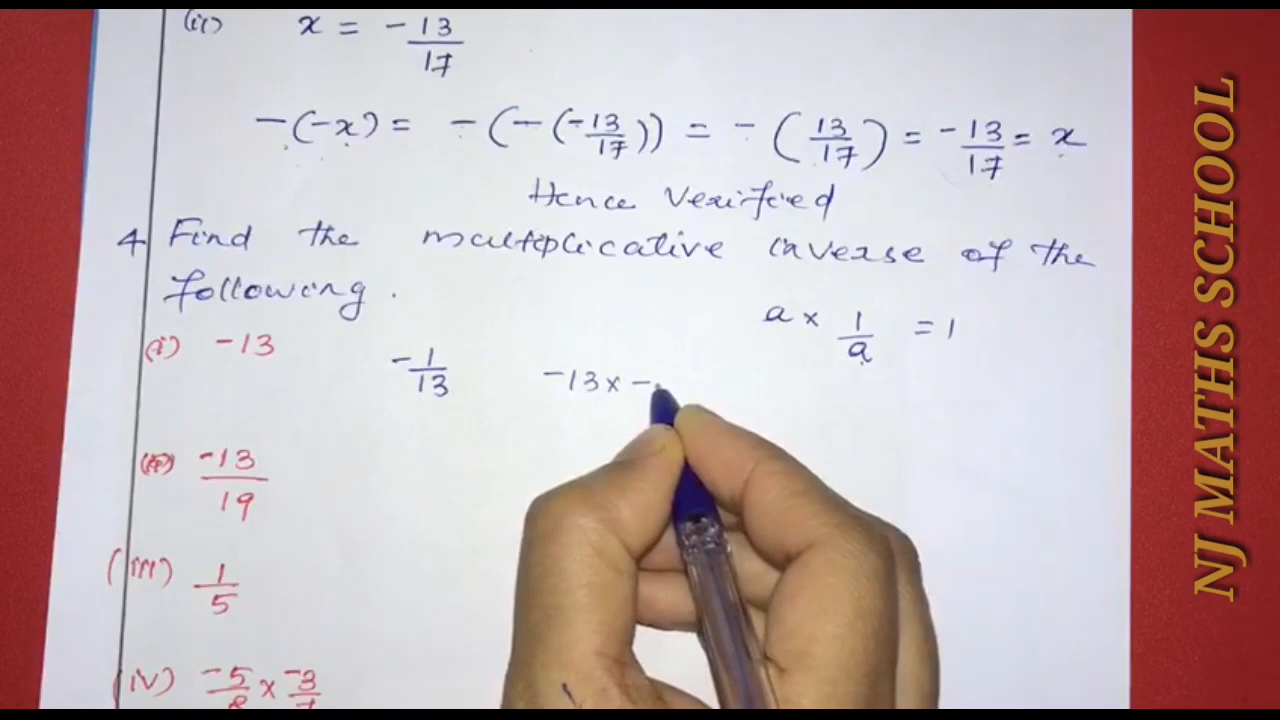 (ii) x = -13/17
-(-x) = -(-(-13/17)) = -(13/17) = -13/17 = x
Hence Verified
4 Find the multiplicative inverse of the
following.
a × 1/a = 1
(i) -13 -1/13 -13 × -
(ii) -13/19
(iii) 1/5
(iv) -5/8 × -3/7
NJ MATHS SCHOOL